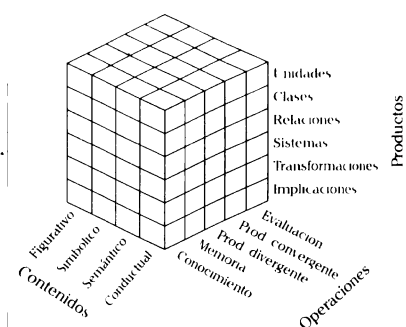 Unidades
Clases
Relaciones
Sistemas
Transformaciones
Implicaciones
Productos
Figurativo
Simbolico
Semántico
Conductual
Contenidos
Evaluacion
Prod convergente
Prod divergente
Memoria
Conocimiento
Operaciones